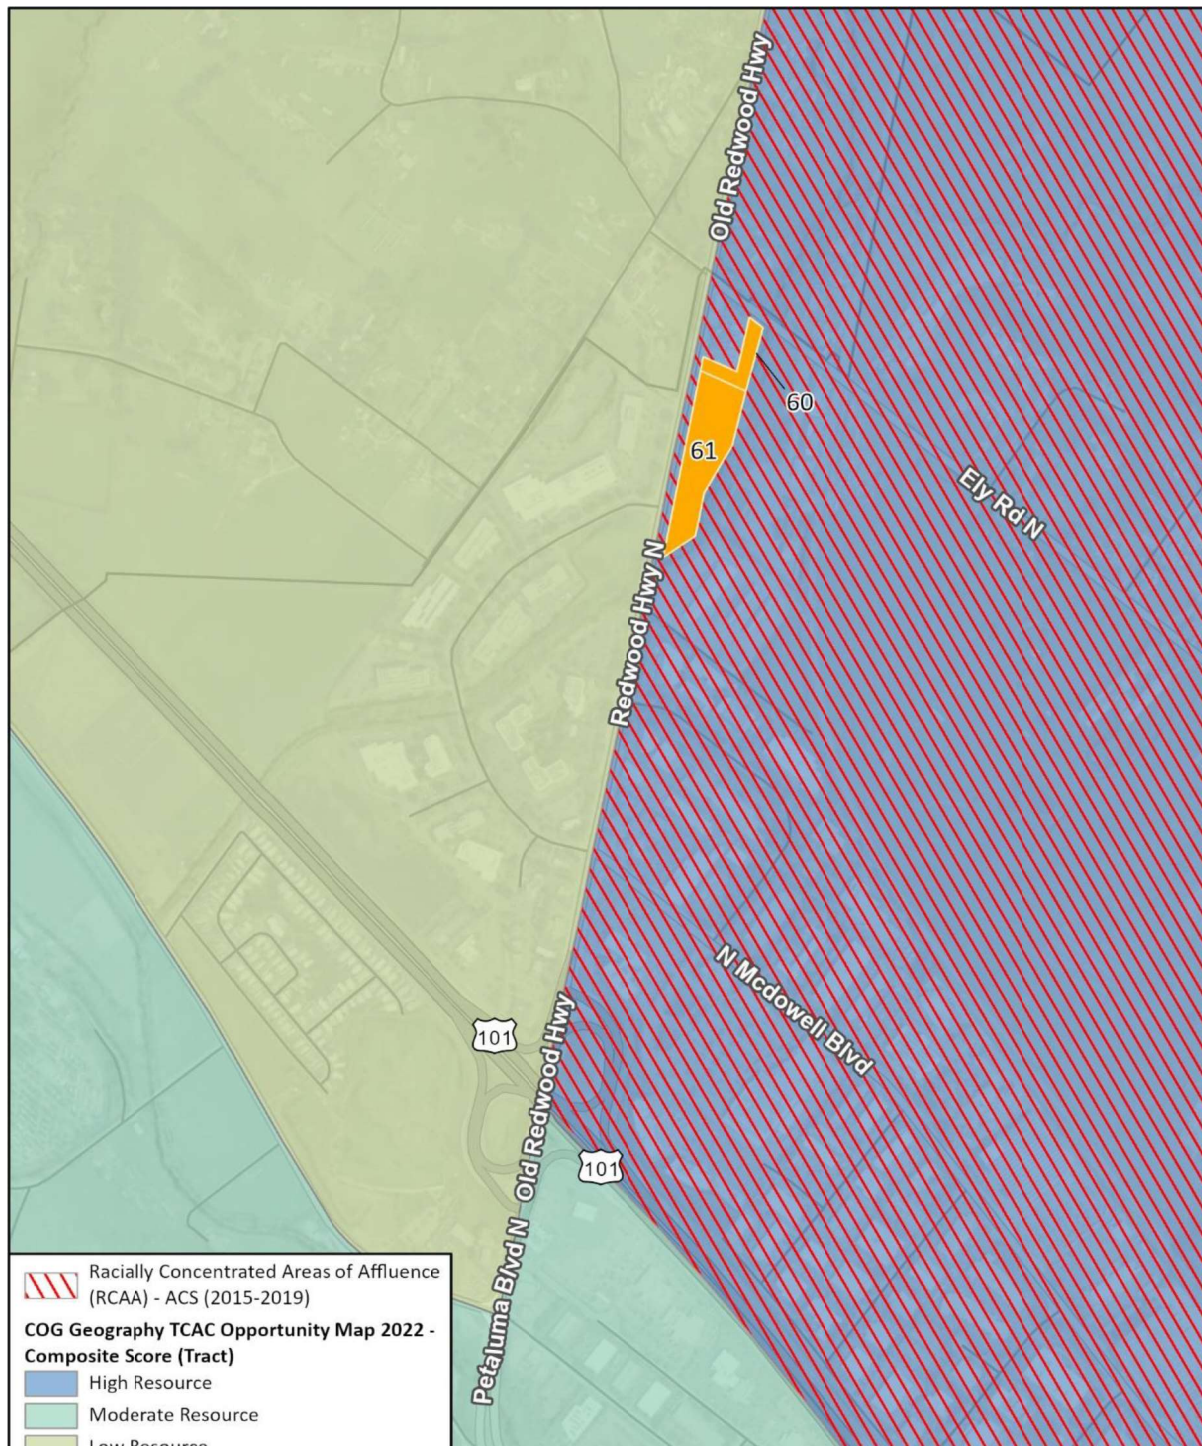 Old Redwood Hwy
60
61
Ely Rd N
Redwood Hwy N
N Mcdowell Blvd
101
Old Redwood Hwy
101
Petaluma Blvd N
Racially Concentrated Areas of Affluence
(RCAA) - ACS (2015-2019)
COG Geography TCAC Opportunity Map 2022 -
Composite Score (Tract)
High Resource
Moderate Resource
Low Resource